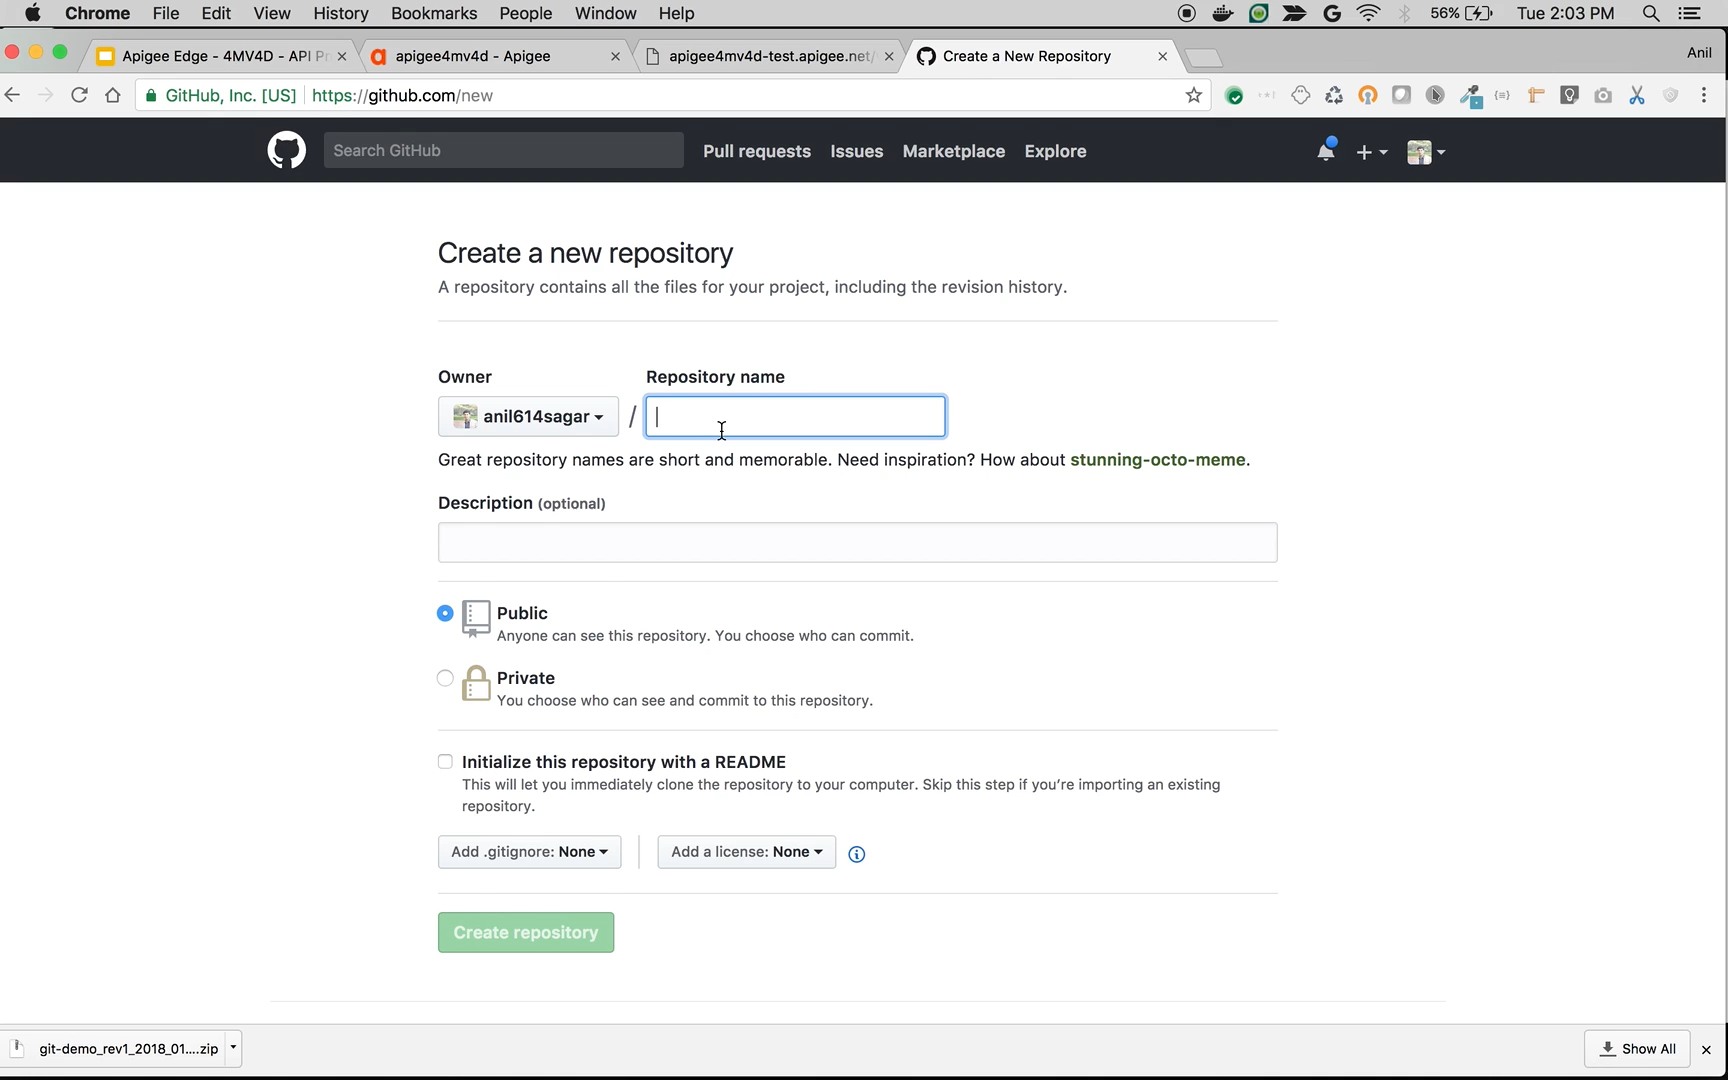 Chrome File Edit View History Bookmarks People Window Help 56% Tue 2:03 PM
Apigee Edge - 4MV4D - API Pr apigee4mv4d - Apigee apigee4mv4d-test.apigee.net/ Create a New Repository Anil
GitHub, Inc. [US] https://github.com/new
Search GitHub Pull requests Issues Marketplace Explore
Create a new repository
A repository contains all the files for your project, including the revision history.
Owner Repository name
anil614sagar /
Great repository names are short and memorable. Need inspiration? How about stunning-octo-meme.
Description (optional)
Public
Anyone can see this repository. You choose who can commit.
Private
You choose who can see and commit to this repository.
Initialize this repository with a README
This will let you immediately clone the repository to your computer. Skip this step if you’re importing an existing
repository.
Add .gitignore: None Add a license: None
Create repository
git-demo_rev1_2018_01....zip Show All